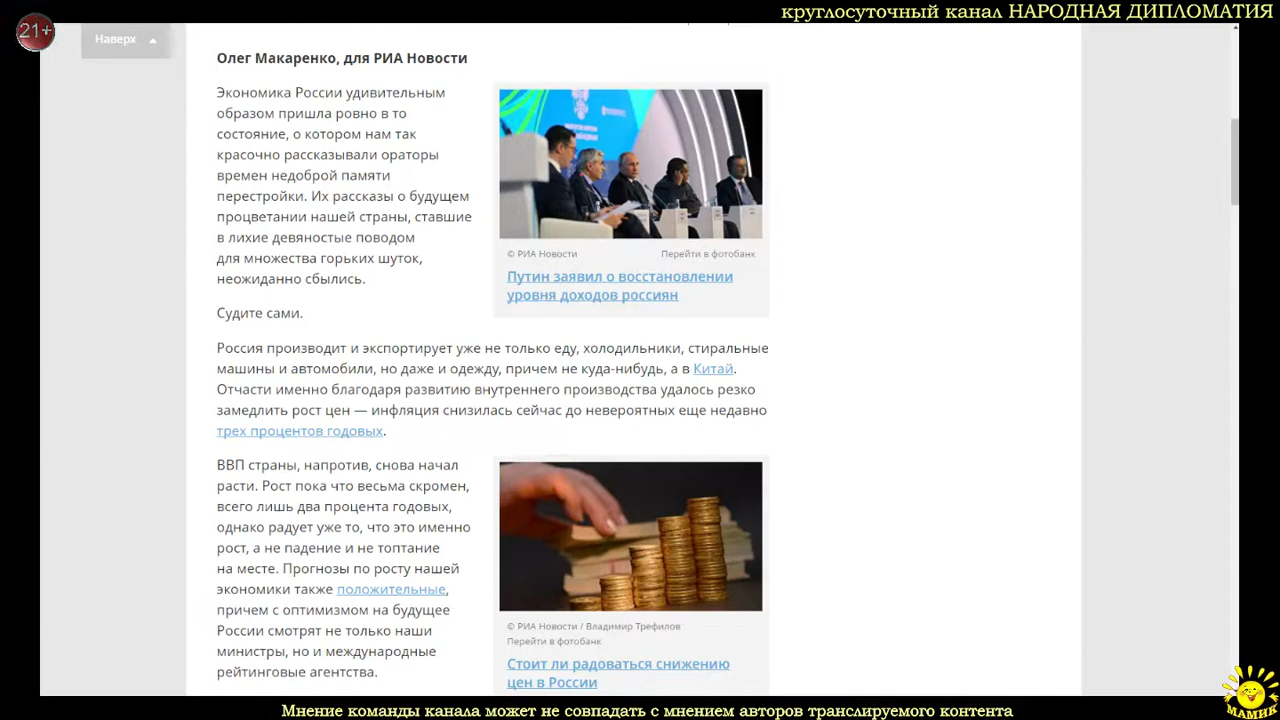 круглосуточный канал НАРОДНАЯ ДИПЛОМАТИЯ
21+
Наверх
Олег Макаренко, для РИА Новости
Экономика России удивительным
образом пришла ровно в то
состояние, о котором нам так
красочно рассказывали ораторы
времен недоброй памяти
перестройки. Их рассказы о будущем
процветании нашей страны, ставшие
в лихие девяностые поводом
для множества горьких шуток,
неожиданно сбылись.
© РИА Новости Перейти в фотобанк
Путин заявил о восстановлении
уровня доходов россиян
Судите сами.
Россия производит и экспортирует уже не только еду, холодильники, стиральные
машины и автомобили, но даже и одежду, причем не куда-нибудь, а в Китай.
Отчасти именно благодаря развитию внутреннего производства удалось резко
замедлить рост цен — инфляция снизилась сейчас до невероятных еще недавно
трех процентов годовых.
ВВП страны, напротив, снова начал
расти. Рост пока что весьма скромен,
всего лишь два процента годовых,
однако радует уже то, что это именно
рост, а не падение и не топтание
на месте. Прогнозы по росту нашей
экономики также положительные,
причем с оптимизмом на будущее
России смотрят не только наши
министры, но и международные
рейтинговые агентства.
© РИА Новости / Владимир Трефилов
Перейти в фотобанк
Стоит ли радоваться снижению
цен в России
МАМИК
Мнение команды канала может не совпадать с мнением авторов транслируемого контента